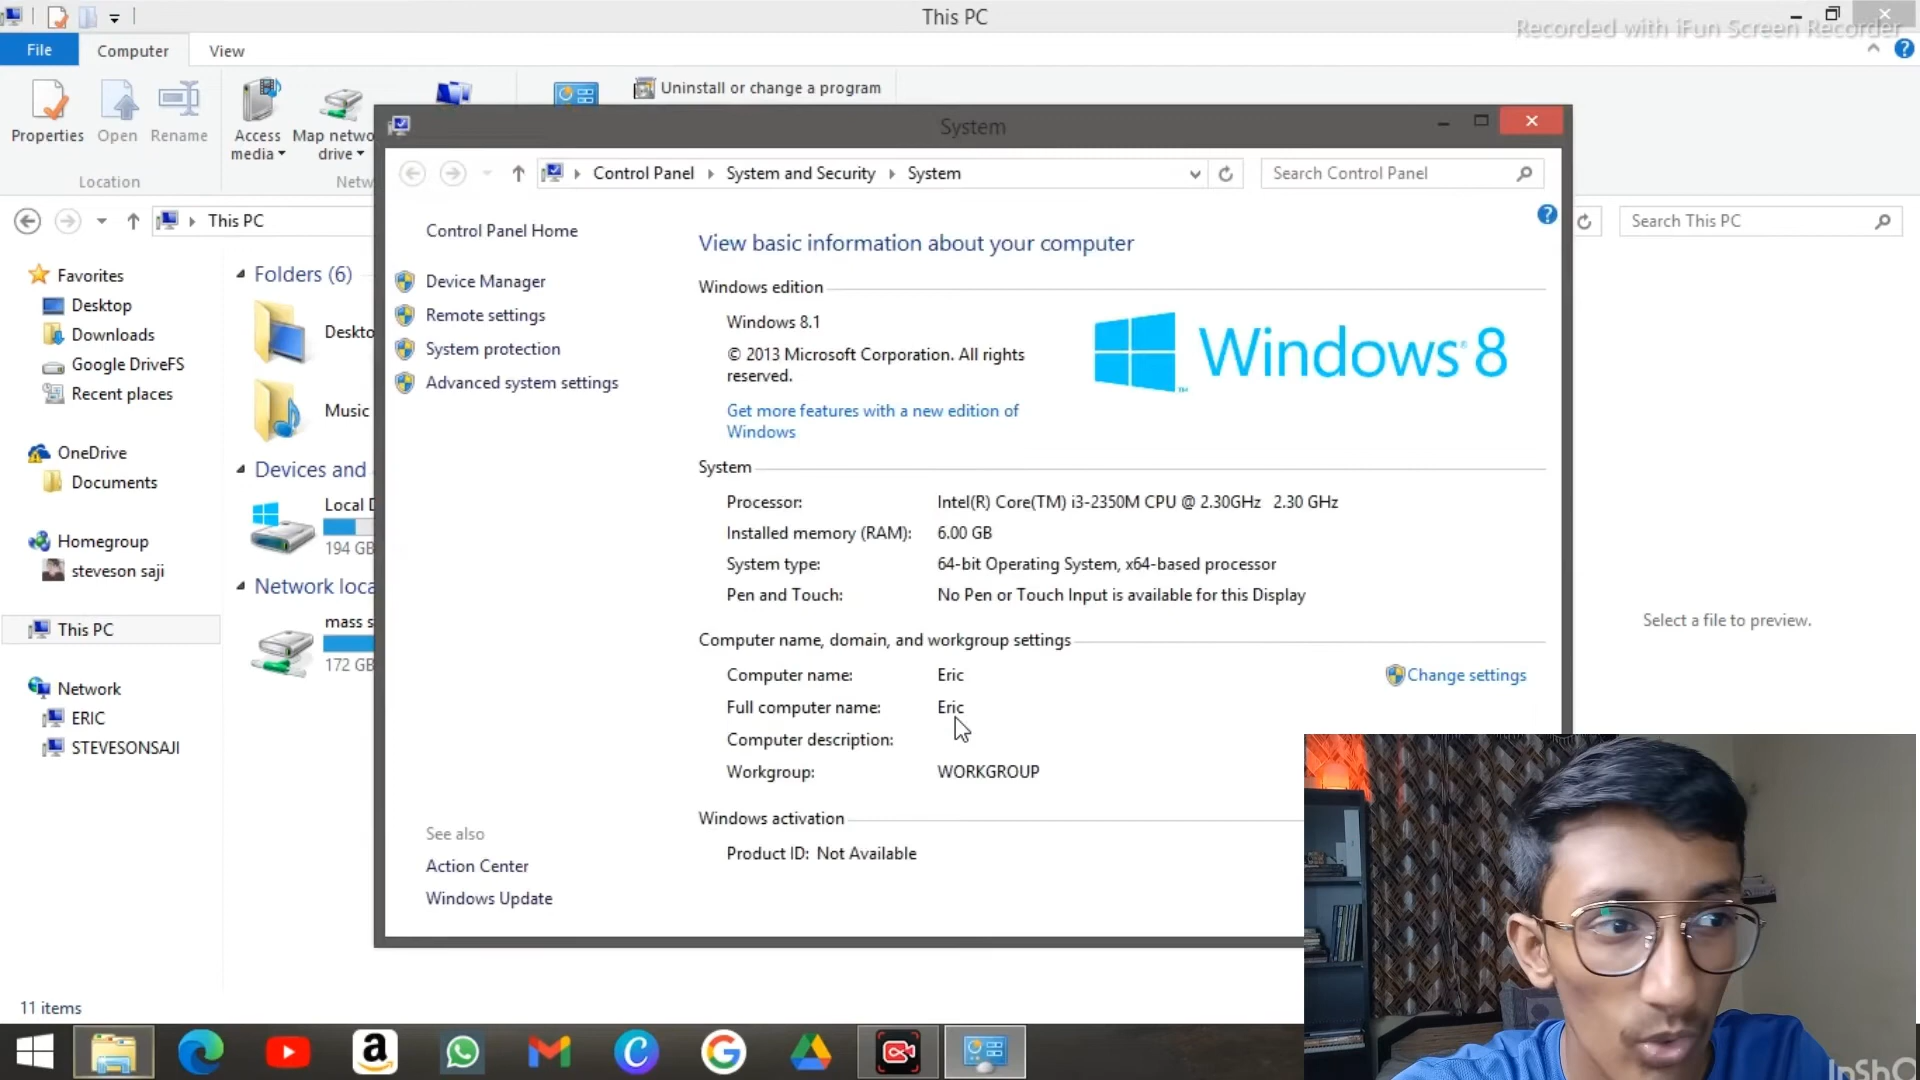 This PC
Recorded with iFun Screen Recorder
File
Computer
View
Properties
Open
Rename
Access
media
Map netwo
drive
Uninstall or change a program
Location
Netw
This PC
Search This PC
Favorites
Desktop
Downloads
Google DriveFS
Recent places
OneDrive
Documents
Homegroup
steveson saji
This PC
Network
ERIC
STEVESONSAJI
Folders (6)
Deskto
Music
Devices and
Local D
194 GB
Network loca
mass s
172 GB
Select a file to preview.
11 items
System
Control Panel
System and Security
System
Search Control Panel
Control Panel Home
Device Manager
Remote settings
System protection
Advanced system settings
See also
Action Center
Windows Update
View basic information about your computer
Windows edition
Windows 8.1
© 2013 Microsoft Corporation. All rights
reserved.
Get more features with a new edition of
Windows
Windows 8
System
Processor: Intel(R) Core(TM) i3-2350M CPU @ 2.30GHz 2.30 GHz
Installed memory (RAM): 6.00 GB
System type: 64-bit Operating System, x64-based processor
Pen and Touch: No Pen or Touch Input is available for this Display
Computer name, domain, and workgroup settings
Computer name: Eric
Change settings
Full computer name: Eric
Computer description:
Workgroup: WORKGROUP
Windows activation
Product ID: Not Available
InShO